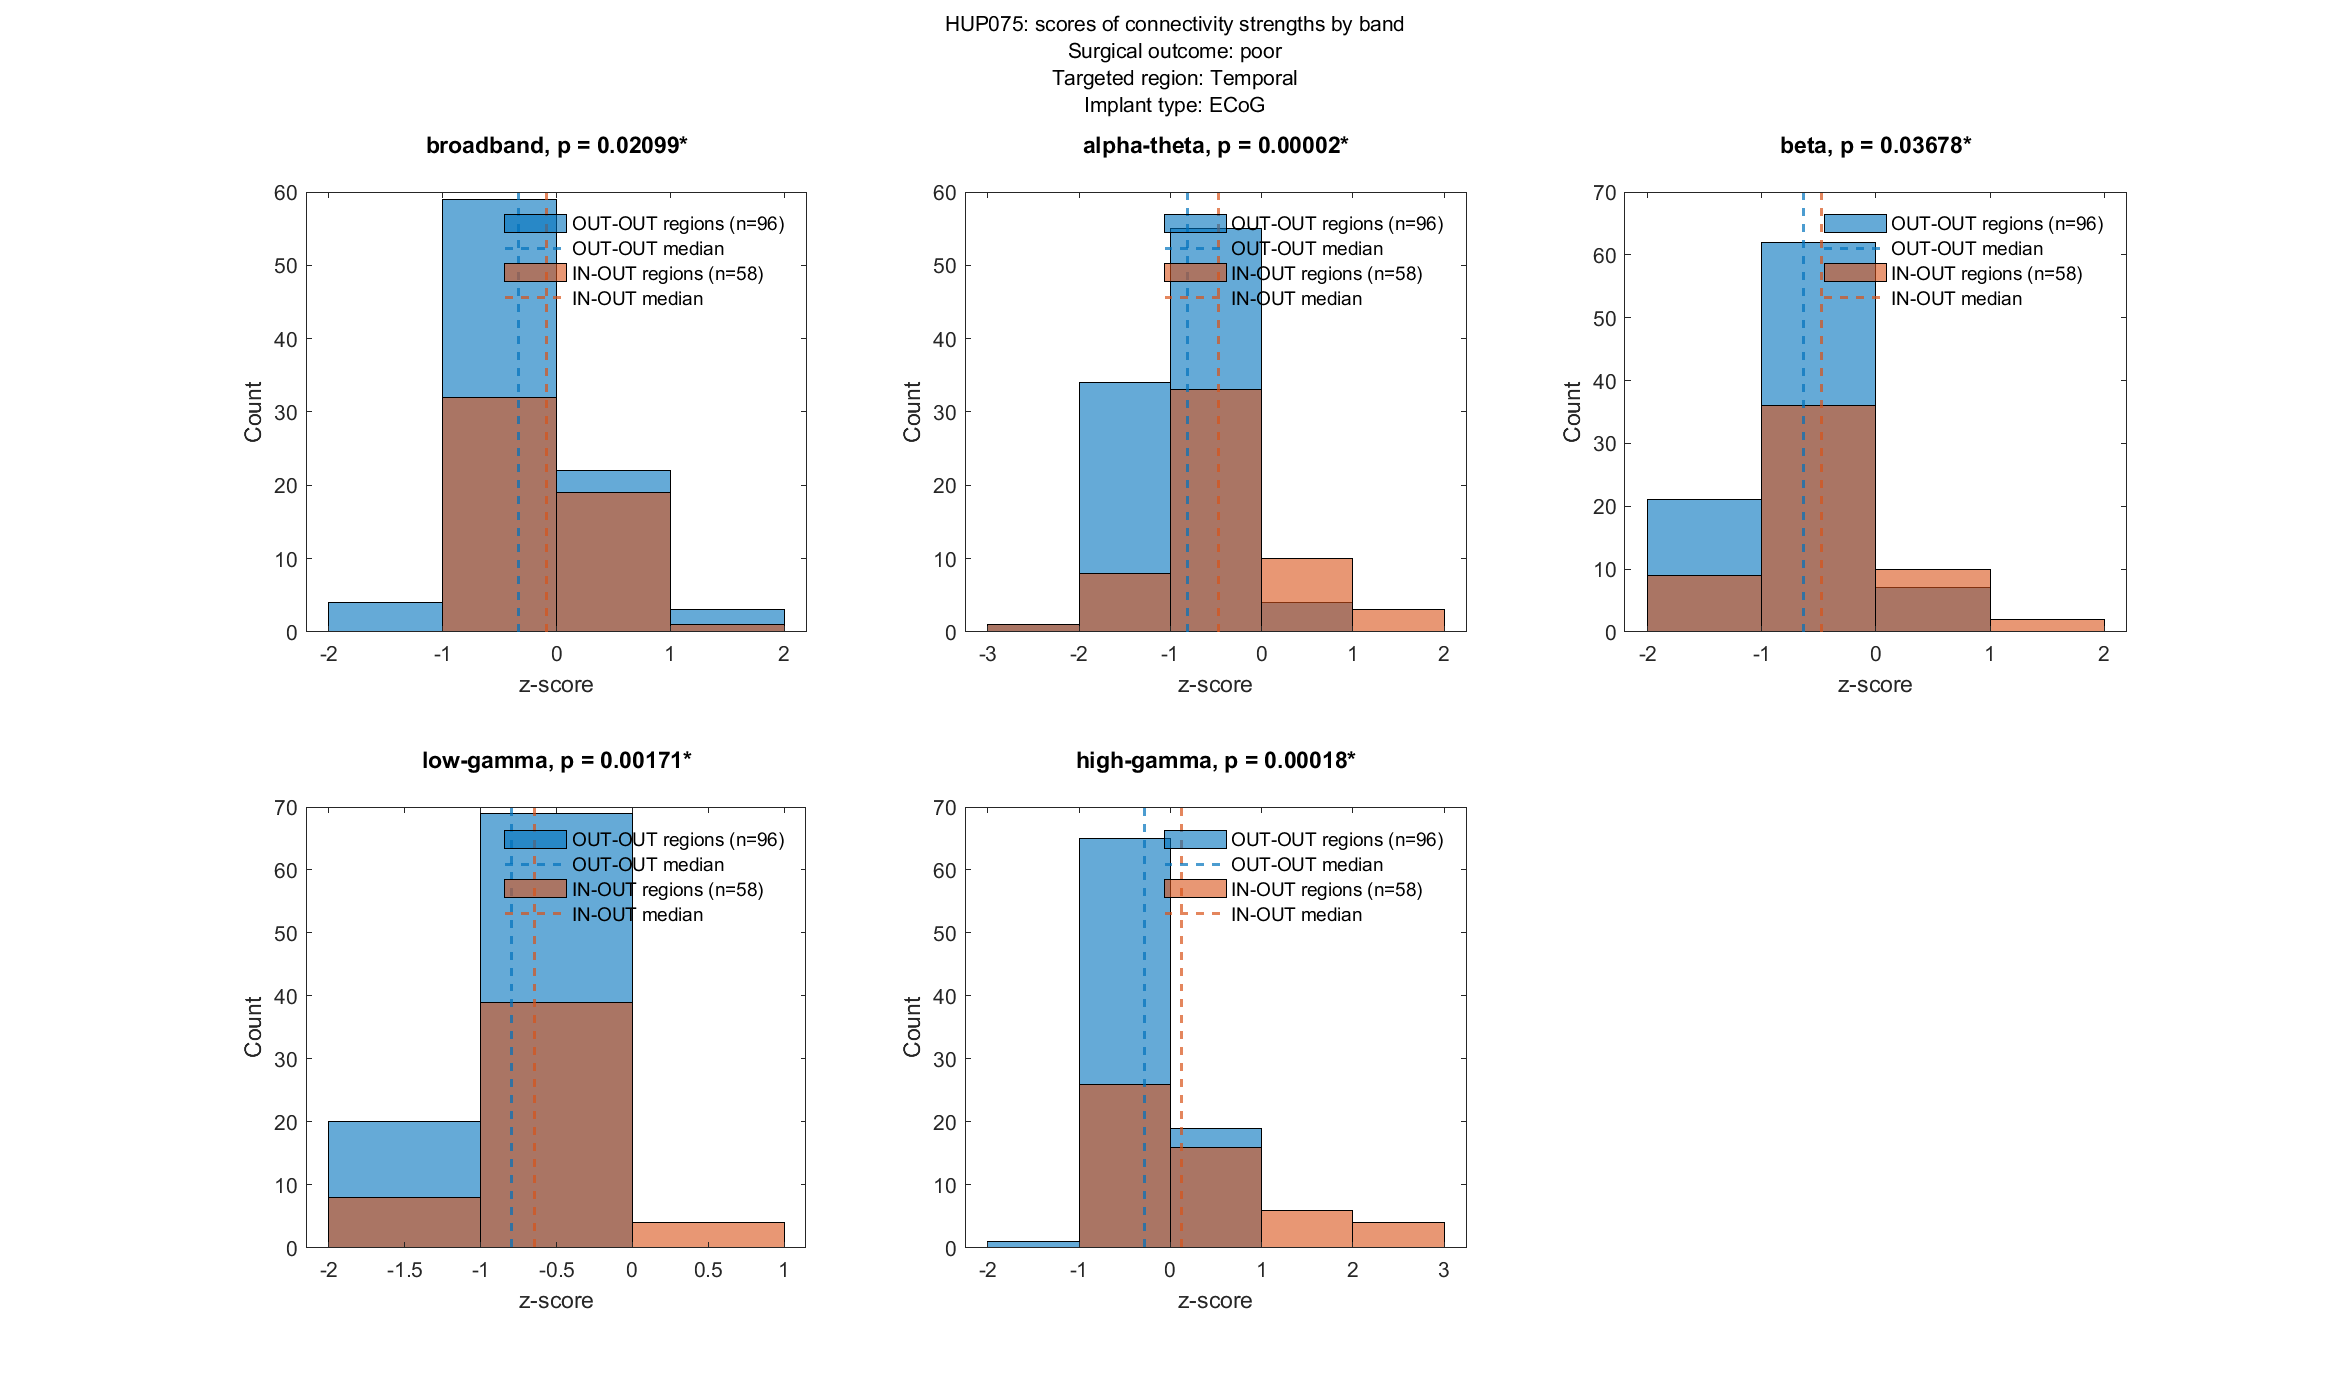 HUP075: scores of connectivity strengths by band
Surgical outcome: poor
Targeted region: Temporal
Implant type: ECoG
broadband, p = 0.02099*
60
50
40
30
20
10
0
Count
-2 -1 0 1 2
z-score
OUT-OUT regions (n=96)
OUT-OUT median
IN-OUT regions (n=58)
IN-OUT median
alpha-theta, p = 0.00002*
60
50
40
30
20
10
0
Count
-3 -2 -1 0 1 2
z-score
OUT-OUT regions (n=96)
OUT-OUT median
IN-OUT regions (n=58)
IN-OUT median
beta, p = 0.03678*
70
60
50
40
30
20
10
0
Count
-2 -1 0 1 2
z-score
OUT-OUT regions (n=96)
OUT-OUT median
IN-OUT regions (n=58)
IN-OUT median
low-gamma, p = 0.00171*
70
60
50
40
30
20
10
0
Count
-2 -1.5 -1 -0.5 0 0.5 1
z-score
OUT-OUT regions (n=96)
OUT-OUT median
IN-OUT regions (n=58)
IN-OUT median
high-gamma, p = 0.00018*
70
60
50
40
30
20
10
0
Count
-2 -1 0 1 2 3
z-score
OUT-OUT regions (n=96)
OUT-OUT median
IN-OUT regions (n=58)
IN-OUT median